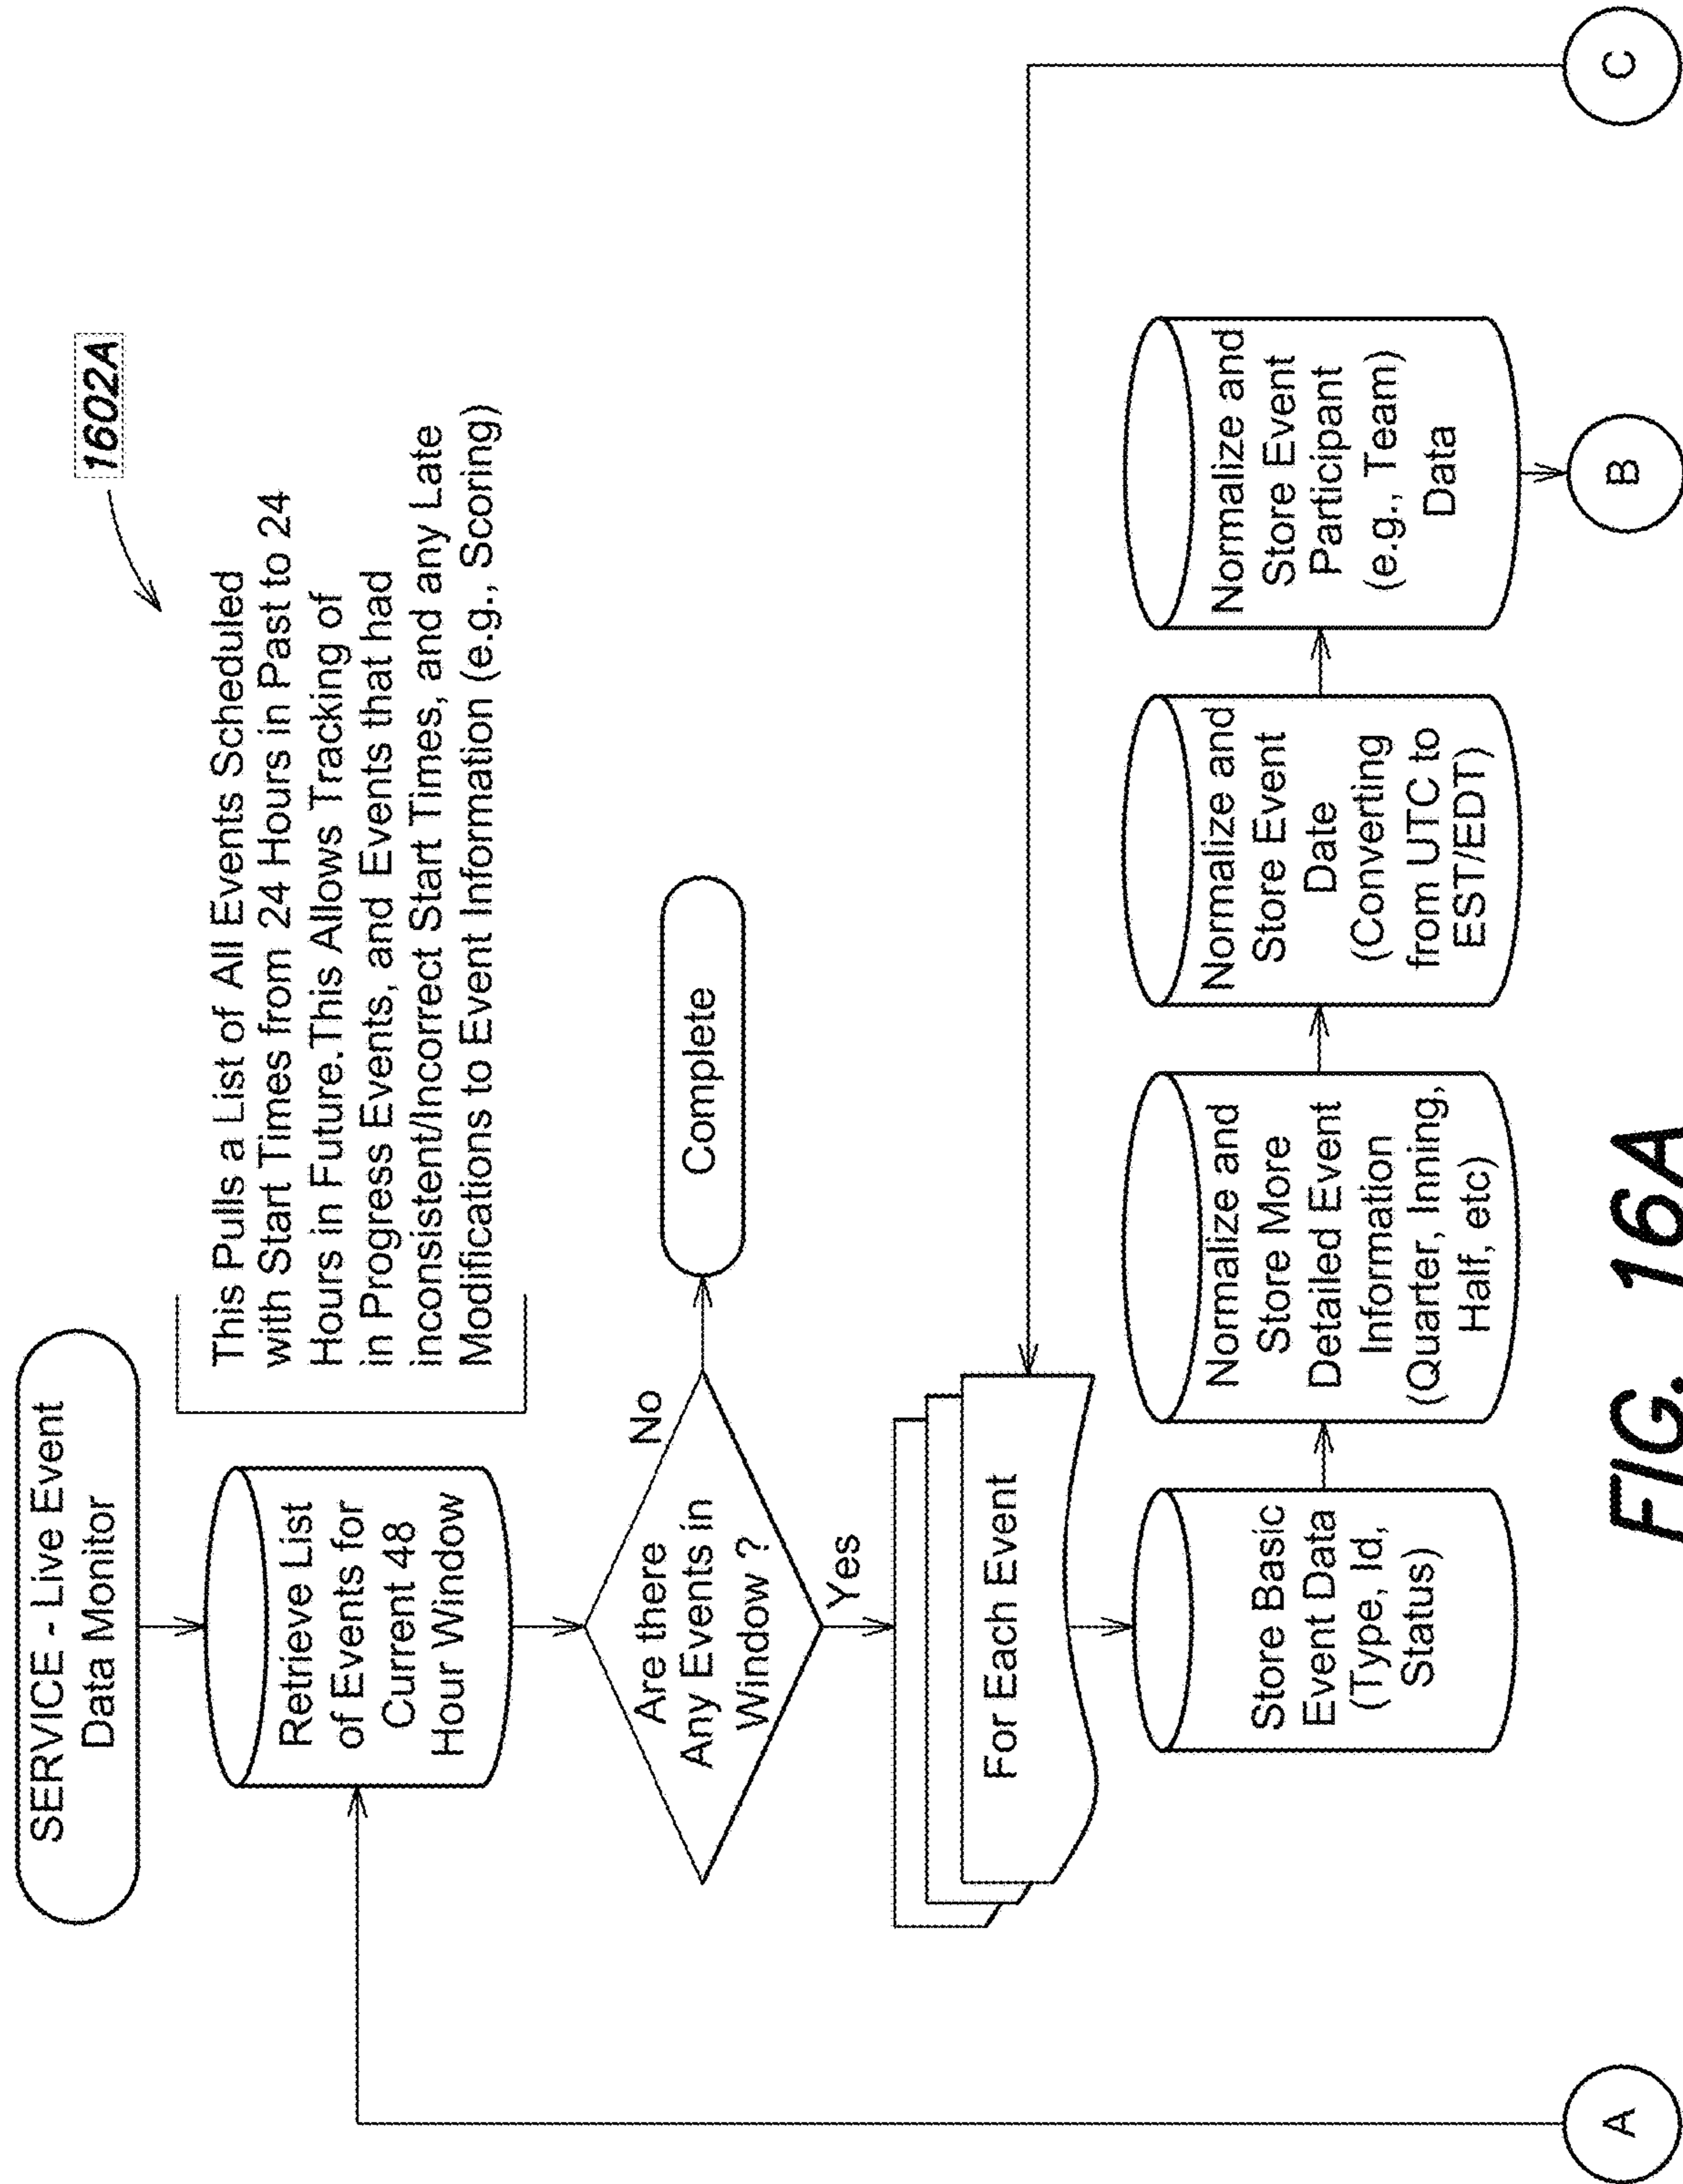 1602A
SERVICE - Live Event
Data Monitor
This Pulls a List of All Events Scheduled
with Start Times from 24 Hours in Past to 24
Hours in Future.This Allows Tracking of
in Progress Events, and Events that had
inconsistent/Incorrect Start Times, and any Late
Modifications to Event Information (e.g., Scoring)
Retrieve List
of Events for
Current 48
Hour Window
Are there
Any Events in
Window ?
No
Complete
Yes
For Each Event
Store Basic
Event Data
(Type, Id,
Status)
Normalize and
Store More
Detailed Event
Information
(Quarter, Inning,
Half, etc)
Normalize and
Store Event
Date
(Converting
from UTC to
EST/EDT)
Normalize and
Store Event
Participant
(e.g., Team)
Data
A
B
C
FIG. 16A